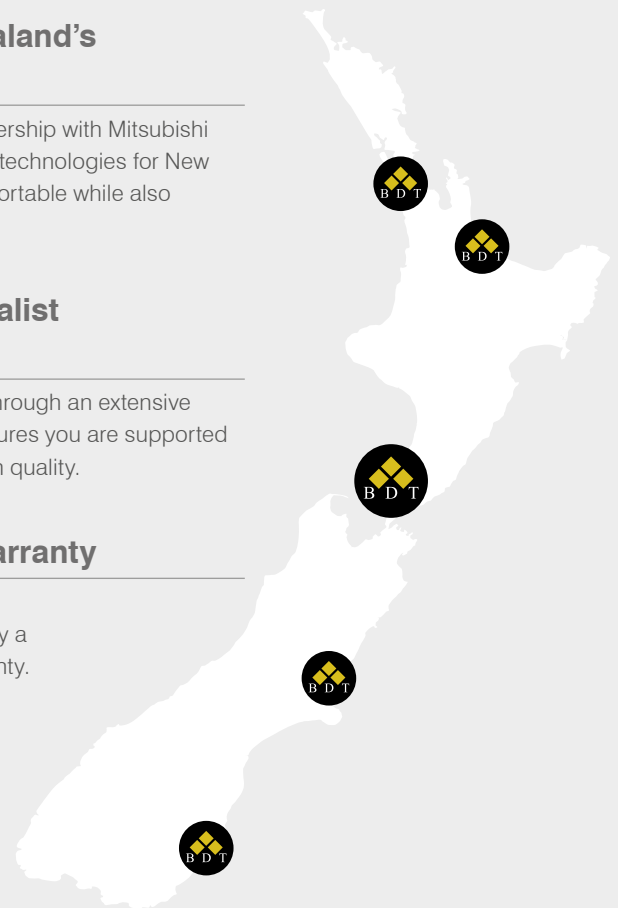 aland's
ership with Mitsubishi
technologies for New
ortable while also
alist
hrough an extensive
ures you are supported
n quality.
arranty
y a
nty.
B D T
B D T
B D T
B D T
B D T